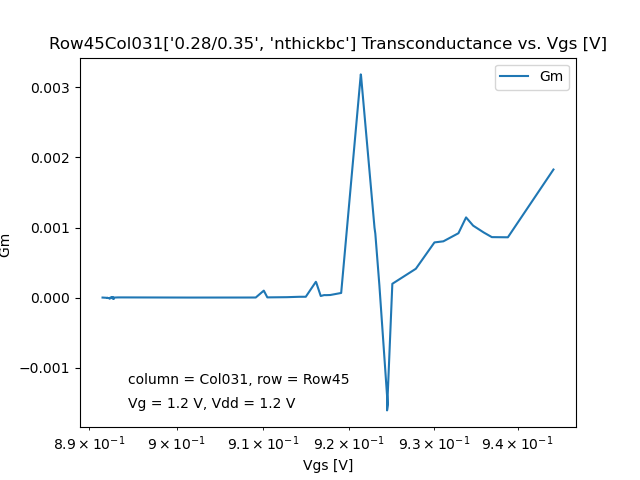 Row45Col031['0.28/0.35', 'nthickbc'] Transconductance vs. Vgs [V]
Gm
0.003
0.002
0.001
0.000
−0.001
Gm
column = Col031, row = Row45
Vg = 1.2 V, Vdd = 1.2 V
8.9 × 10⁻¹ 9 × 10⁻¹ 9.1 × 10⁻¹ 9.2 × 10⁻¹ 9.3 × 10⁻¹ 9.4 × 10⁻¹
Vgs [V]